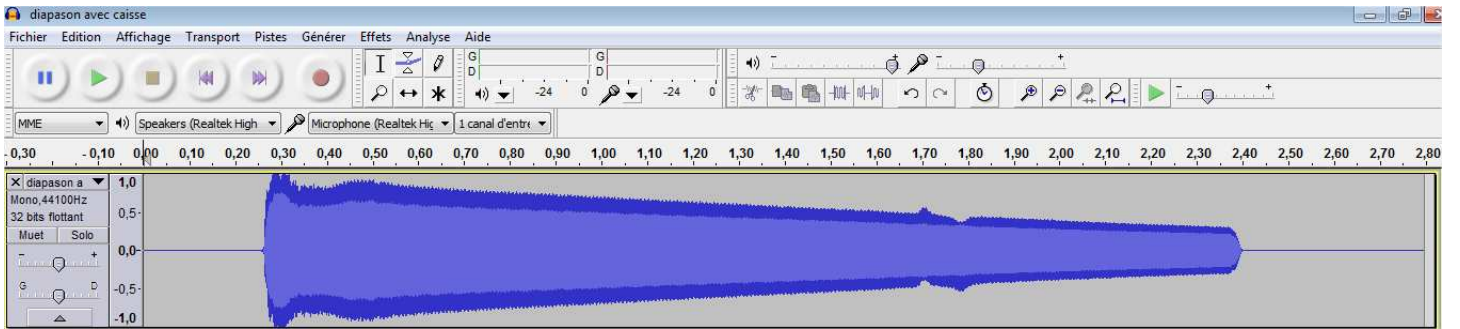 diapason avec caisse
Fichier Edition Affichage Transport Pistes Générer Effets Analyse Aide
G G
D D
-24 0 -24 0
MME Speakers (Realtek High Microphone (Realtek Hig 1 canal d'entré
- 0,30 - 0,10 0,00 0,10 0,20 0,30 0,40 0,50 0,60 0,70 0,80 0,90 1,00 1,10 1,20 1,30 1,40 1,50 1,60 1,70 1,80 1,90 2,00 2,10 2,20 2,30 2,40 2,50 2,60 2,70 2,80
diapason a 1,0
Mono,44100Hz
32 bits flottant 0,5
Muet Solo
- + 0,0
G D -0,5
-1,0